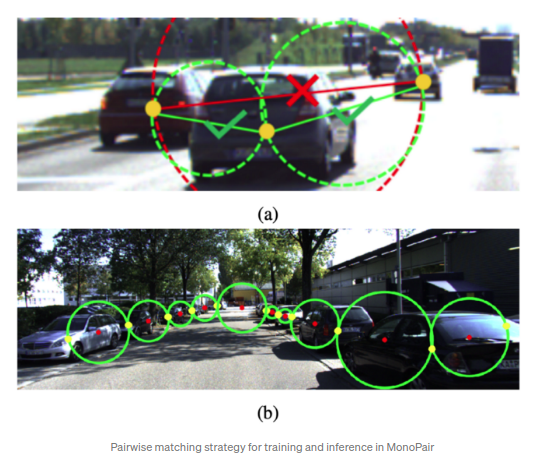 (a)
(b)
Pairwise matching strategy for training and inference in MonoPair